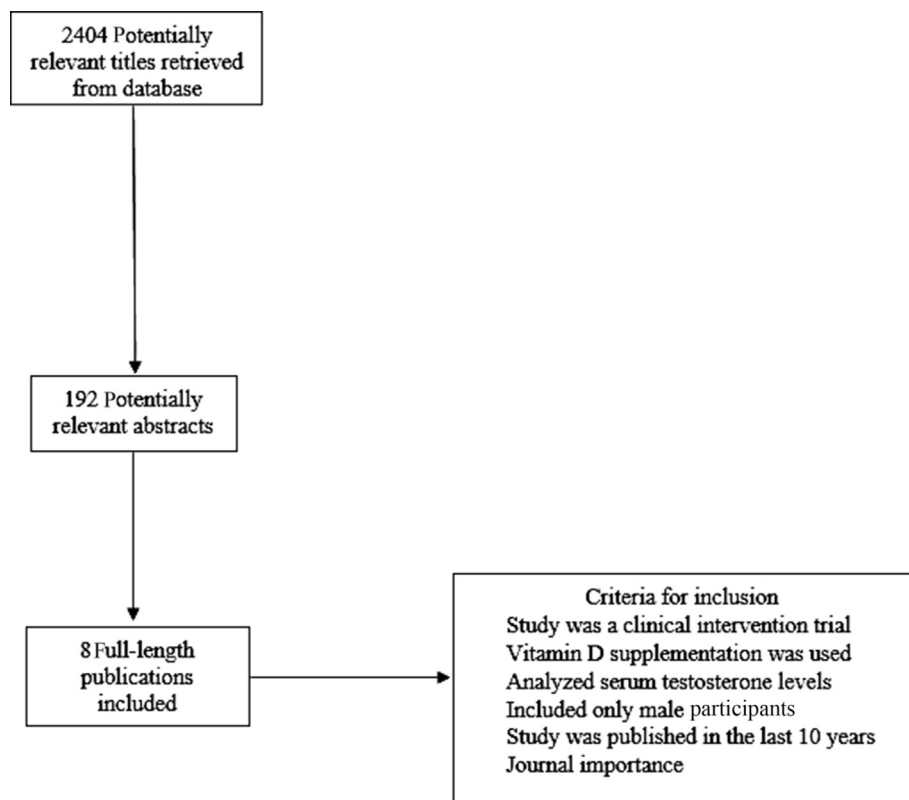 2404 Potentially
relevant titles retrieved
from database
192 Potentially
relevant abstracts
8 Full-length
publications
included
Criteria for inclusion
Study was a clinical intervention trial
Vitamin D supplementation was used
Analyzed serum testosterone levels
Included only male participants
Study was published in the last 10 years
Journal importance